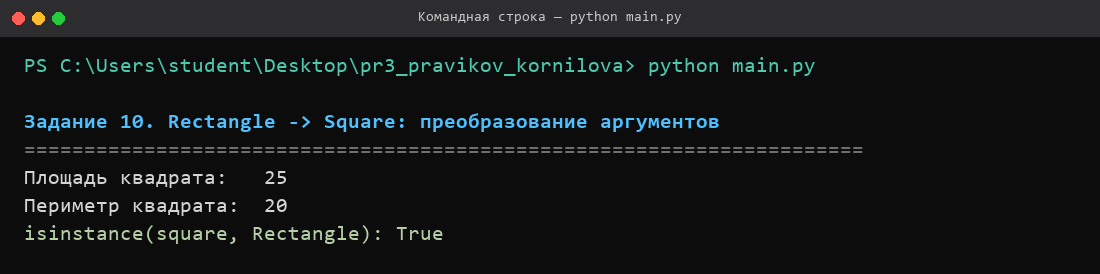 Командная строка — python main.py
PS C:\Users\student\Desktop\pr3_pravikov_kornilova> python main.py
Задание 10. Rectangle -> Square: преобразование аргументов
======================================================================
Площадь квадрата:   25
Периметр квадрата:  20
isinstance(square, Rectangle): True